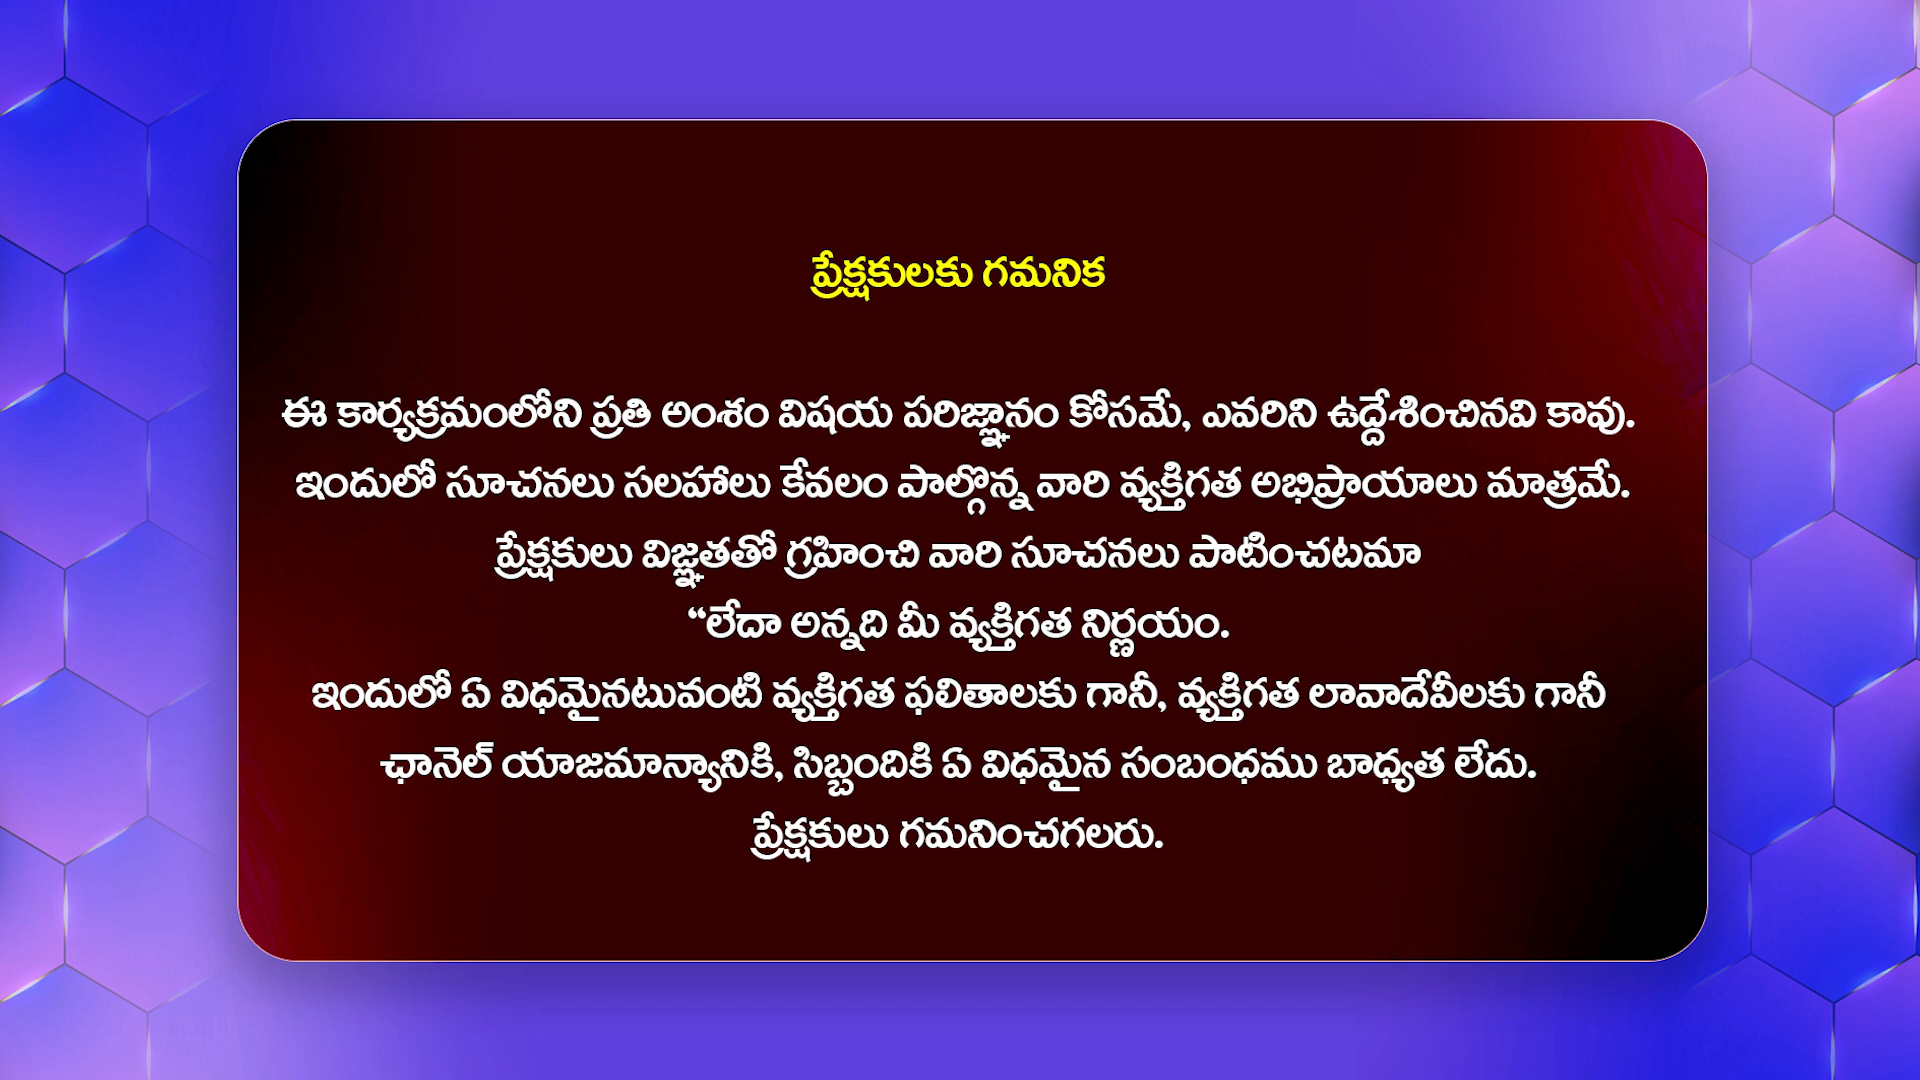 ప్రేక్షకులకు గమనిక
ఈ కార్యక్రమంలోని ప్రతి అంశం విషయ పరిజ్ఞానం కోసమే, ఎవరిని ఉద్దేశించినవి కావు.
ఇందులో సూచనలు సలహాలు కేవలం పాల్గొన్న వారి వ్యక్తిగత అభిప్రాయాలు మాత్రమే.
ప్రేక్షకులు విజ్ఞతతో గ్రహించి వారి సూచనలు పాటించటమా
“లేదా అన్నది మీ వ్యక్తిగత నిర్ణయం.
ఇందులో ఏ విధమైనటువంటి వ్యక్తిగత ఫలితాలకు గానీ, వ్యక్తిగత లావాదేవీలకు గానీ
ఛానెల్ యాజమాన్యానికి, సిబ్బందికి ఏ విధమైన సంబంధము బాధ్యత లేదు.
ప్రేక్షకులు గమనించగలరు.